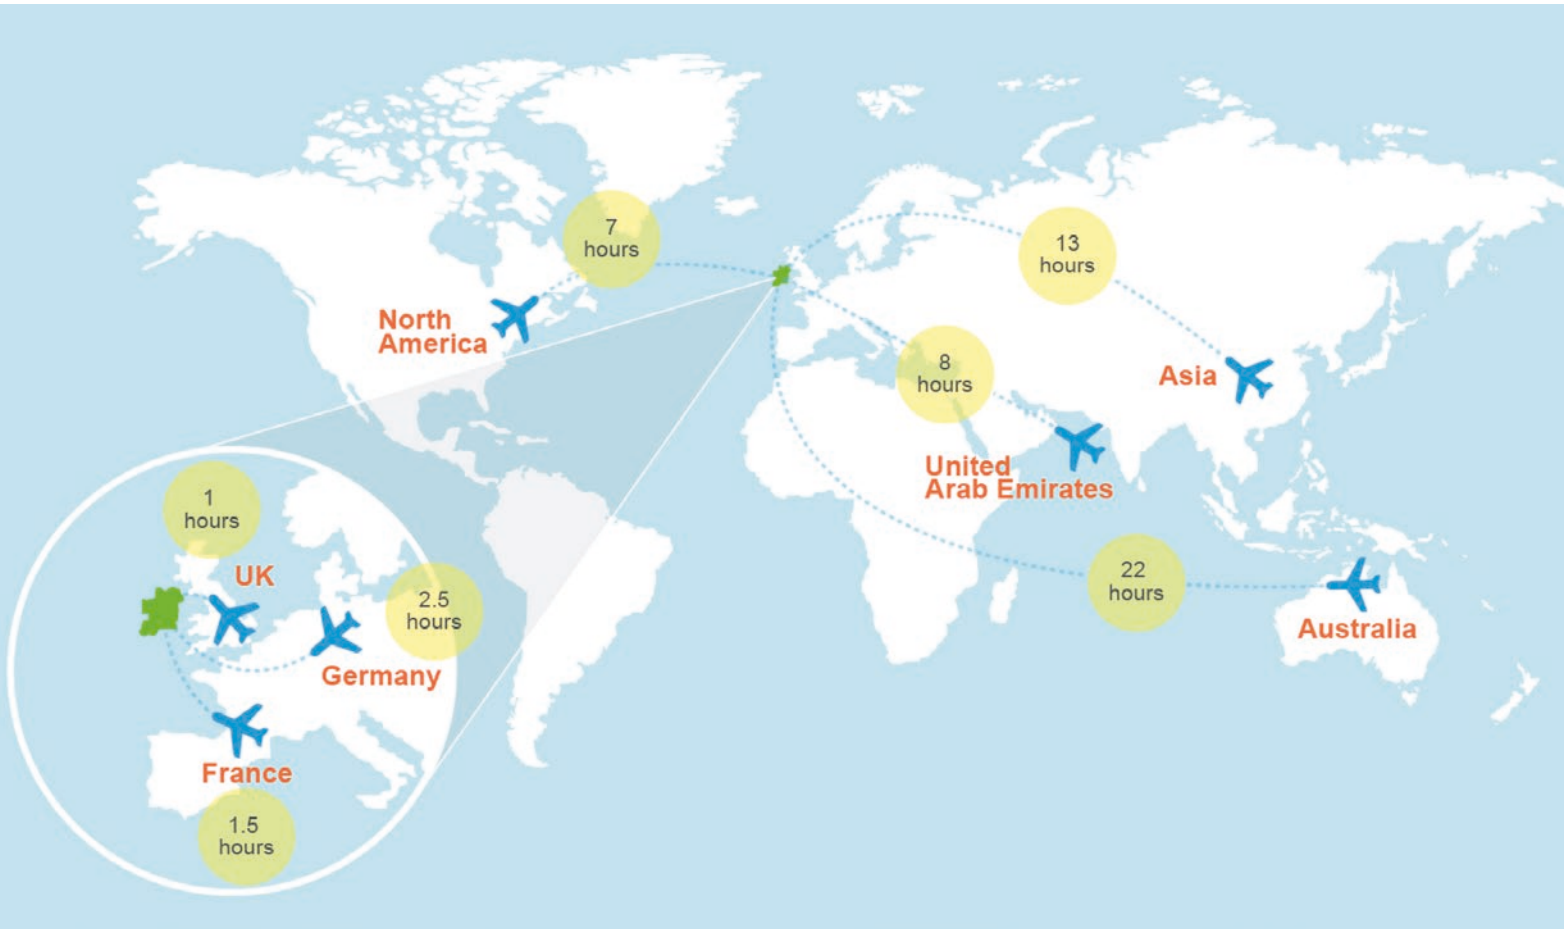 7
hours
13
hours
North
America
8
hours
Asia
United
Arab Emirates
22
hours
Australia
1
hours
UK
2.5
hours
Germany
France
1.5
hours